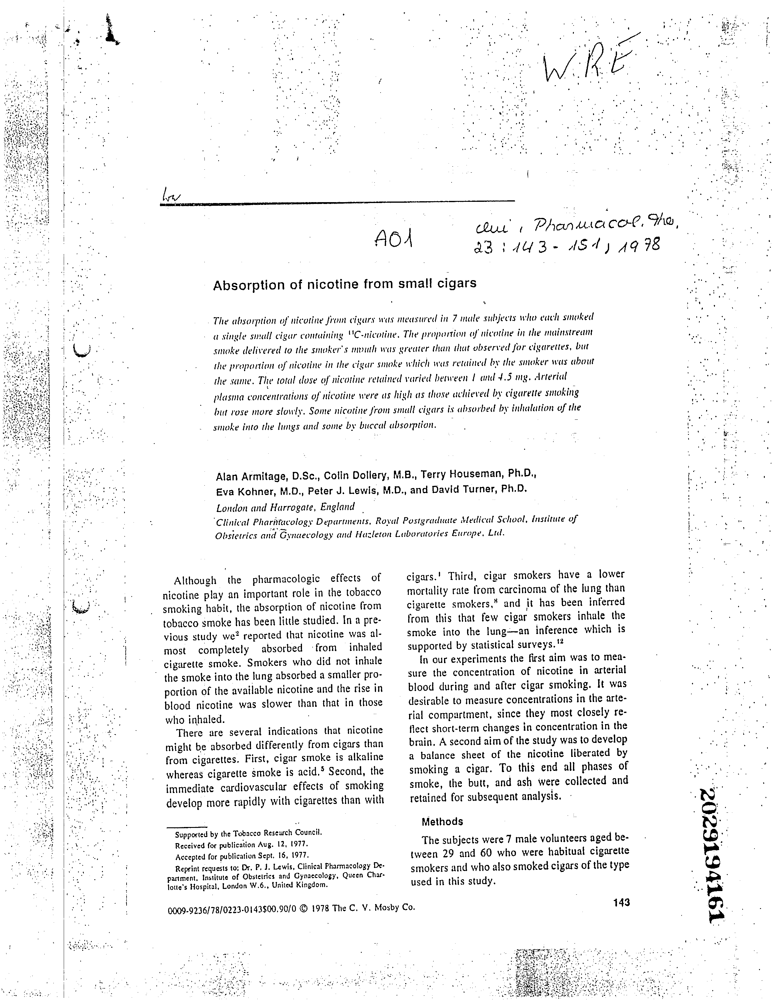 W.R.E
A01
Clin, Pharmacol. Ther,
23: 143 - 151, 1978
Absorption of nicotine from small cigars
The absorption of nicotine from cigars was measured in 7 male subjects who each smoked
a single small cigar containing ¹⁴C-nicotine. The proportion of nicotine in the mainstream
smoke delivered to the smoker's mouth was greater than that observed for cigarettes, but
the proportion of nicotine in the cigar smoke which was retained by the smoker was about
the same. The total dose of nicotine retained varied between 1 and 4.5 mg. Arterial
plasma concentrations of nicotine were as high as those achieved by cigarette smoking
but rose more slowly. Some nicotine from small cigars is absorbed by inhalation of the
smoke into the lungs and some by buccal absorption.
Alan Armitage, D.Sc., Colin Dollery, M.B., Terry Houseman, Ph.D.,
Eva Kohner, M.D., Peter J. Lewis, M.D., and David Turner, Ph.D.
London and Harrogate, England
Clinical Pharmacology Departments, Royal Postgraduate Medical School, Institute of
Obstetrics and Gynaecology and Hazleton Laboratories Europe, Ltd.
Although the pharmacologic effects of
nicotine play an important role in the tobacco
smoking habit, the absorption of nicotine from
tobacco smoke has been little studied. In a pre-
vious study we² reported that nicotine was al-
most completely absorbed from inhaled
cigarette smoke. Smokers who did not inhale
the smoke into the lung absorbed a smaller pro-
portion of the available nicotine and the rise in
blood nicotine was slower than that in those
who inhaled.
There are several indications that nicotine
might be absorbed differently from cigars than
from cigarettes. First, cigar smoke is alkaline
whereas cigarette smoke is acid.⁵ Second, the
immediate cardiovascular effects of smoking
develop more rapidly with cigarettes than with
Supported by the Tobacco Research Council.
Received for publication Aug. 12, 1977.
Accepted for publication Sept. 16, 1977.
Reprint requests to: Dr. P. J. Lewis, Clinical Pharmacology De-
partment, Institute of Obstetrics and Gynaecology, Queen Char-
lotte's Hospital, London W.6., United Kingdom.
0009-9236/78/0223-0143$00.90/0 © 1978 The C. V. Mosby Co.
cigars.¹ Third, cigar smokers have a lower
mortality rate from carcinoma of the lung than
cigarette smokers,⁸ and it has been inferred
from this that few cigar smokers inhale the
smoke into the lung—an inference which is
supported by statistical surveys.¹²
In our experiments the first aim was to mea-
sure the concentration of nicotine in arterial
blood during and after cigar smoking. It was
desirable to measure concentrations in the arte-
rial compartment, since they most closely re-
flect short-term changes in concentration in the
brain. A second aim of the study was to develop
a balance sheet of the nicotine liberated by
smoking a cigar. To this end all phases of
smoke, the butt, and ash were collected and
retained for subsequent analysis.
Methods
The subjects were 7 male volunteers aged be-
tween 29 and 60 who were habitual cigarette
smokers and who also smoked cigars of the type
used in this study.
143
2029194161